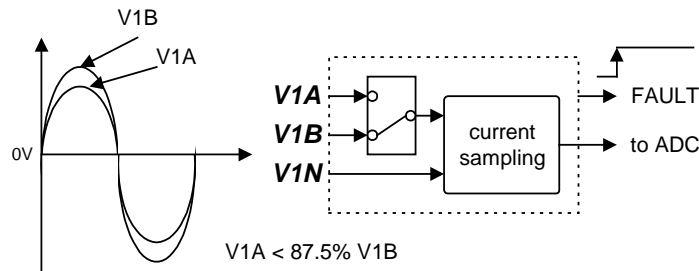 V1B
V1A
0V
V1A < 87.5% V1B
V1A
V1B
V1N
current
sampling
FAULT
to ADC